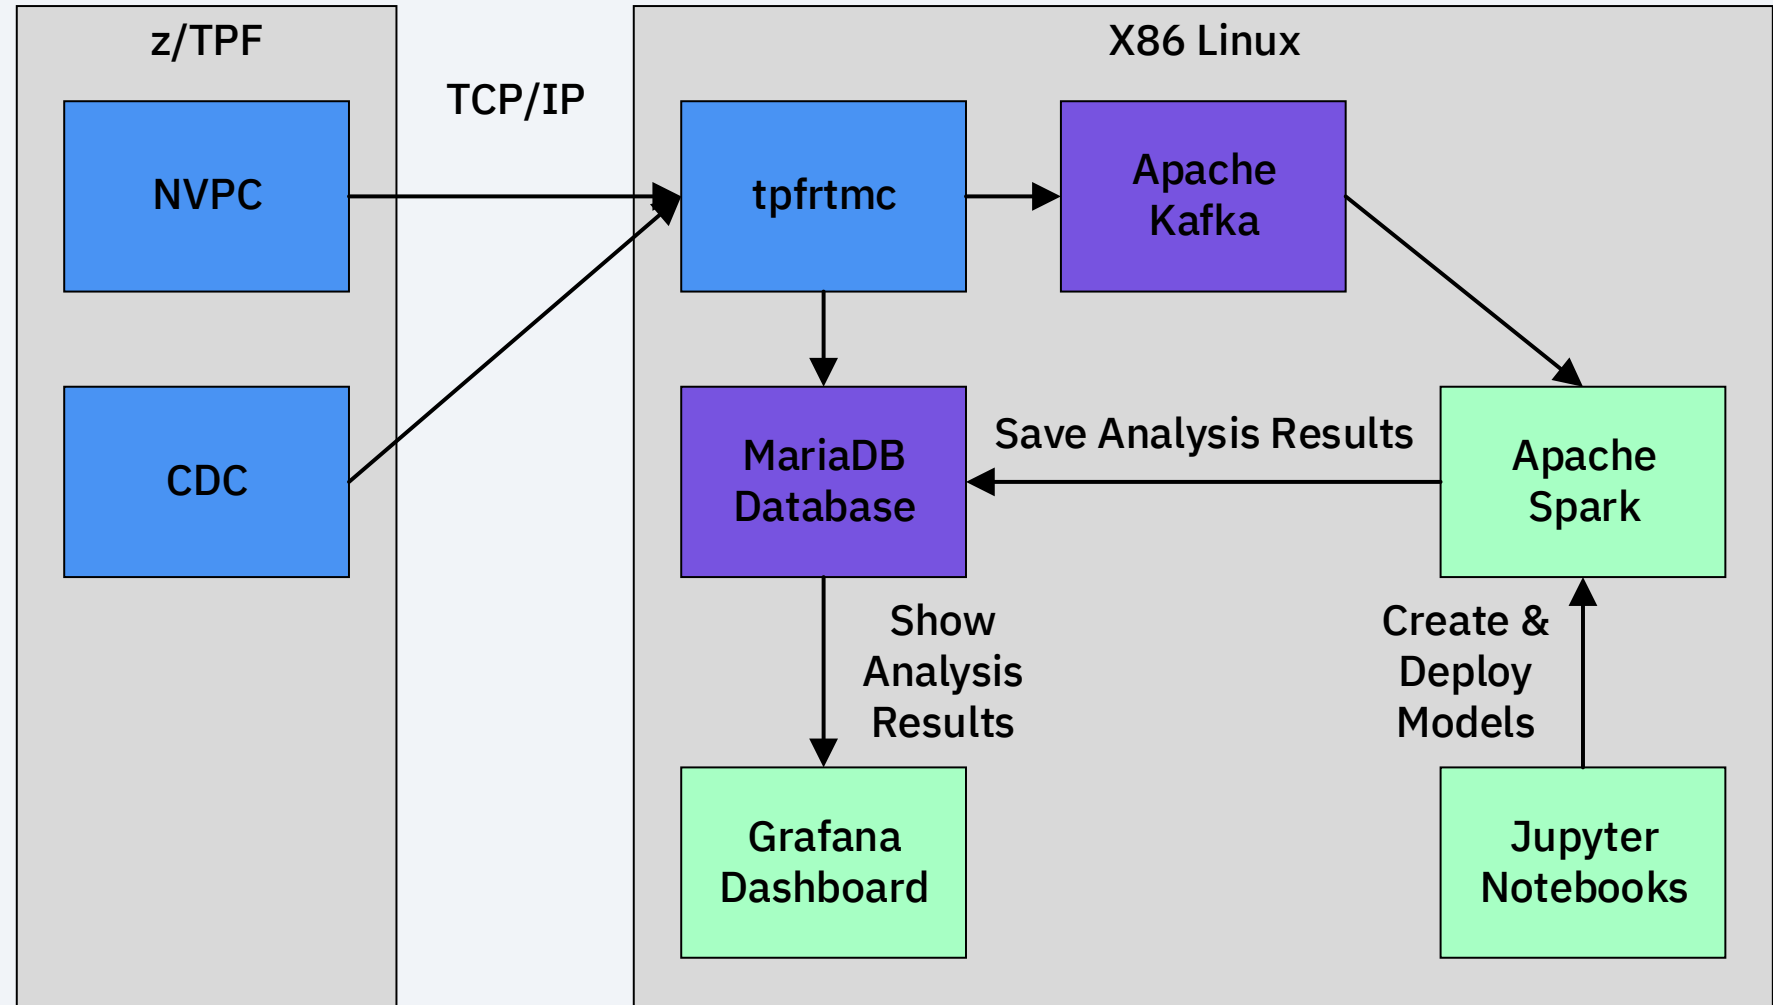 z/TPF
X86 Linux
TCP/IP
NVPC
tpfrtmc
Apache
Kafka
CDC
MariaDB
Database
Save Analysis Results
Apache
Spark
Show
Analysis
Results
Create &
Deploy
Models
Grafana
Dashboard
Jupyter
Notebooks